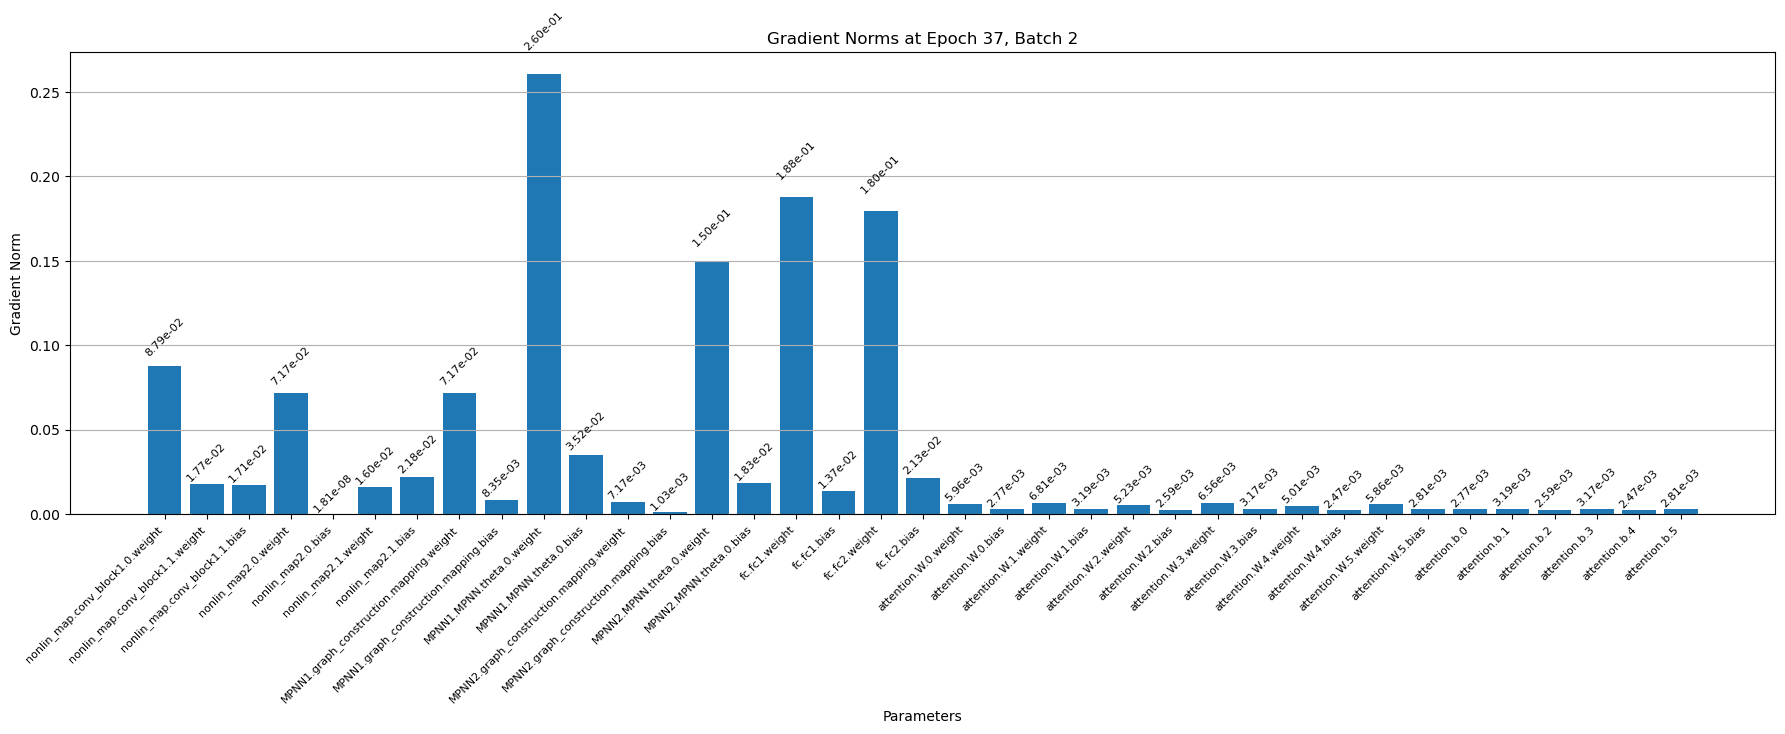 Gradient Norms at Epoch 37, Batch 2
Gradient Norm
0.25
0.20
0.15
0.10
0.05
0.00
8.79e-02
1.77e-02
1.71e-02
7.17e-02
1.81e-08
1.60e-02
2.18e-02
7.17e-02
8.35e-03
2.60e-01
3.52e-02
7.17e-03
1.03e-03
1.50e-01
1.83e-02
1.88e-01
1.37e-02
1.80e-01
2.13e-02
5.96e-03
2.77e-03
6.81e-03
3.19e-03
5.23e-03
2.59e-03
6.56e-03
3.17e-03
5.01e-03
2.47e-03
5.86e-03
2.81e-03
2.77e-03
3.19e-03
2.59e-03
3.17e-03
2.47e-03
2.81e-03
nonlin_map.conv_block1.0.weight
nonlin_map.conv_block1.1.weight
nonlin_map.conv_block1.1.bias
nonlin_map2.0.weight
nonlin_map2.0.bias
nonlin_map2.1.weight
nonlin_map2.1.bias
MPNN1.graph_construction.mapping.weight
MPNN1.graph_construction.mapping.bias
MPNN1.MPNN.theta.0.weight
MPNN1.MPNN.theta.0.bias
MPNN2.graph_construction.mapping.weight
MPNN2.graph_construction.mapping.bias
MPNN2.MPNN.theta.0.weight
MPNN2.MPNN.theta.0.bias
fc.fc1.weight
fc.fc1.bias
fc.fc2.weight
fc.fc2.bias
attention.W.0.weight
attention.W.0.bias
attention.W.1.weight
attention.W.1.bias
attention.W.2.weight
attention.W.2.bias
attention.W.3.weight
attention.W.3.bias
attention.W.4.weight
attention.W.4.bias
attention.W.5.weight
attention.W.5.bias
attention.b.0
attention.b.1
attention.b.2
attention.b.3
attention.b.4
attention.b.5
Parameters